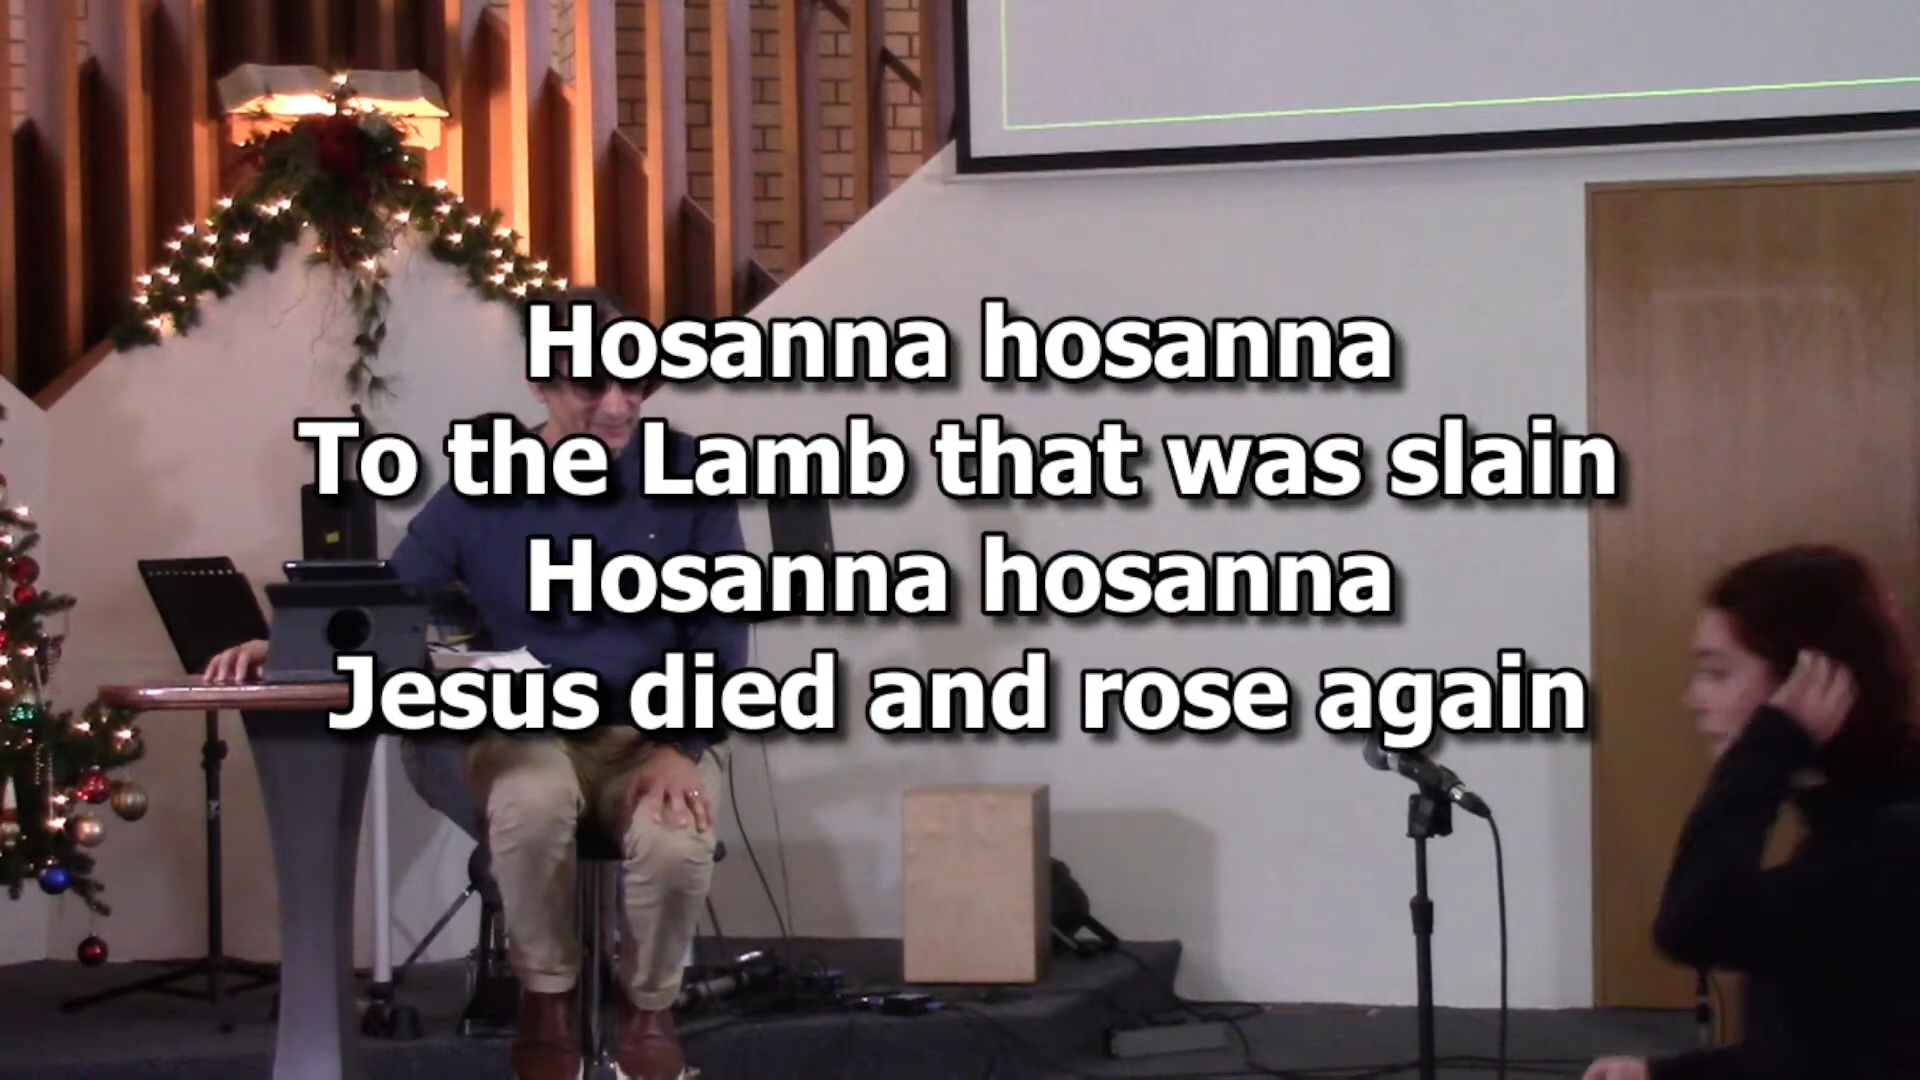 Hosanna hosanna
To the Lamb that was slain
Hosanna hosanna
Jesus died and rose again